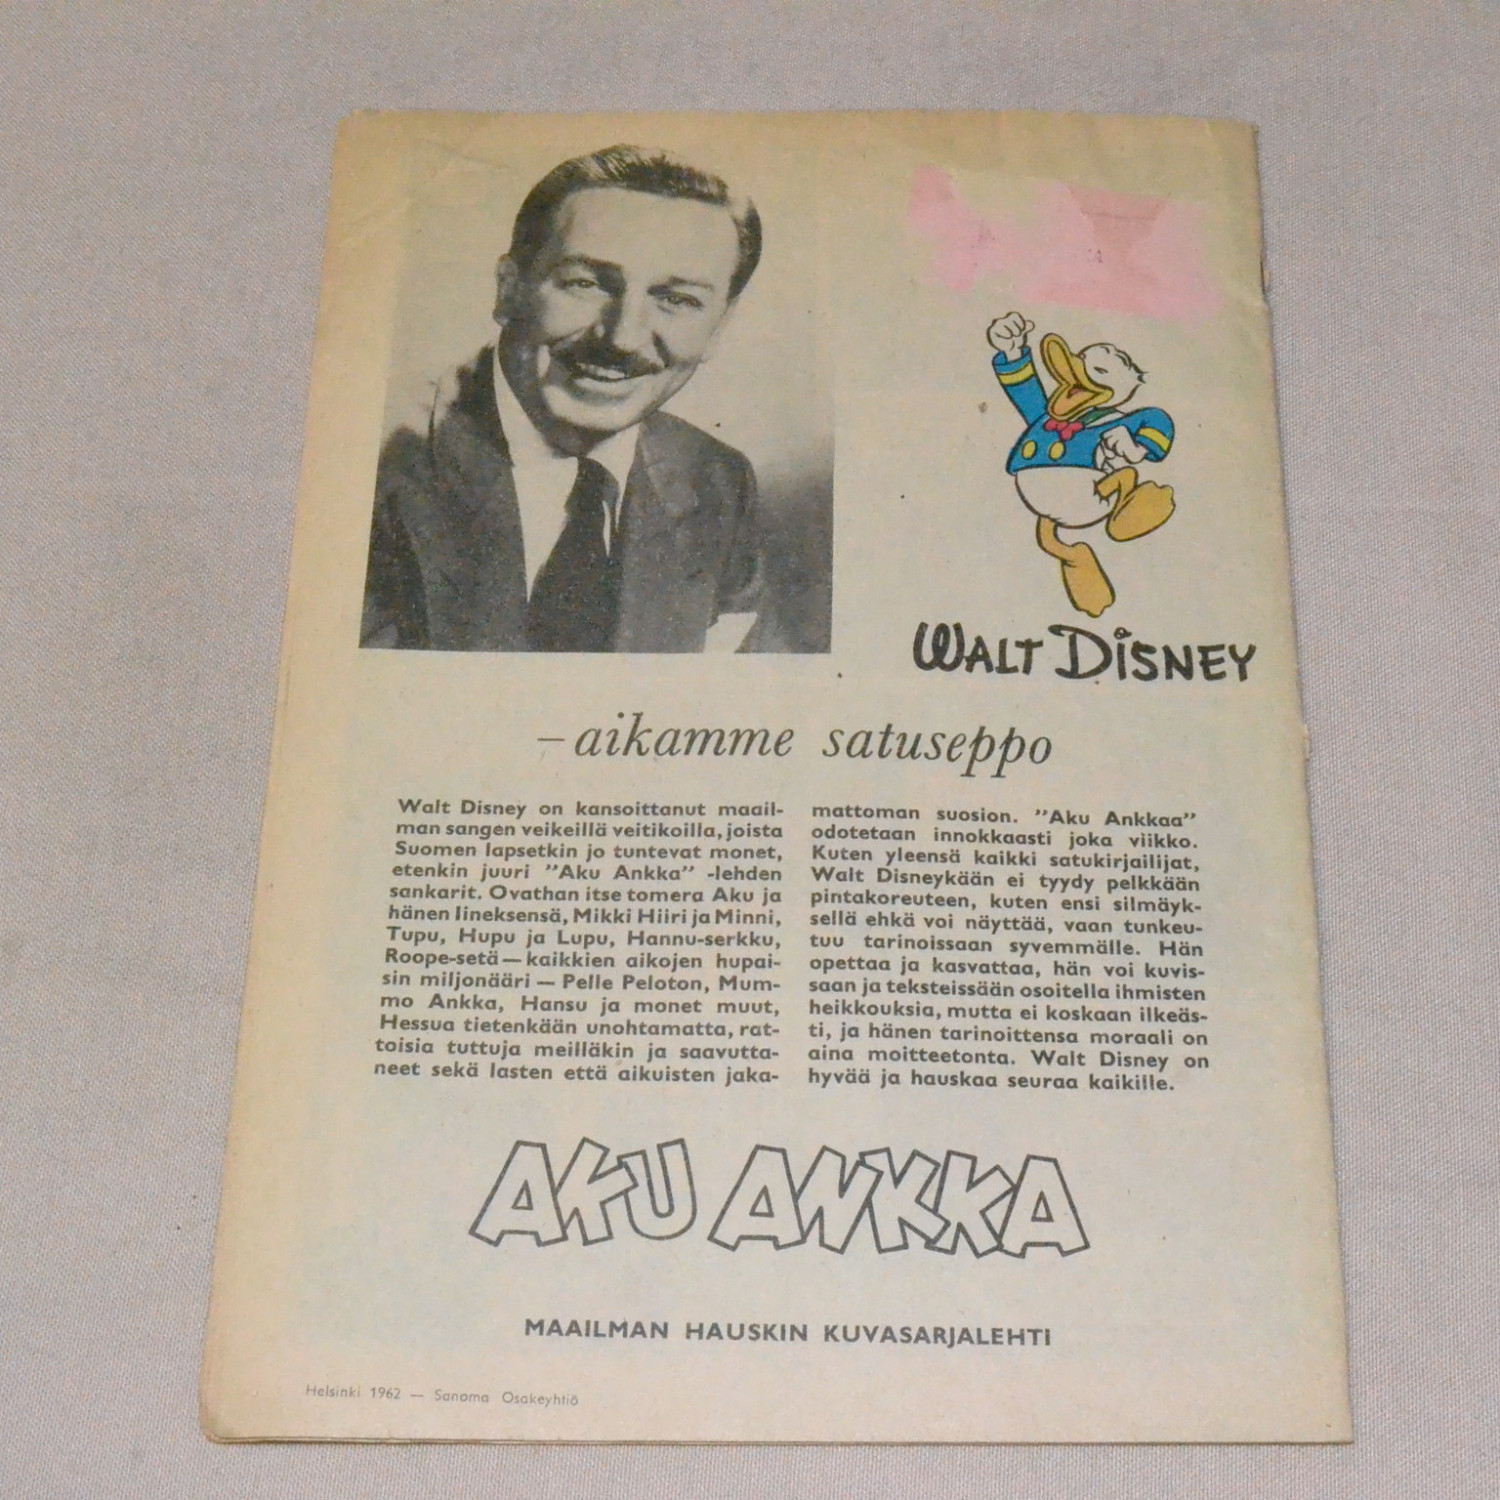 WALT DISNEY
– aikamme satuseppo
Walt Disney on kansoittanut maail-
man sangen veikeillä veitikoilla, joista
Suomen lapsetkin jo tuntevat monet,
etenkin juuri ”Aku Ankka” -lehden
sankarit. Ovathan itse tomera Aku ja
hänen Iineksensä, Mikki Hiiri ja Minni,
Tupu, Hupu ja Lupu, Hannu-serkku,
Roope-setä — kaikkien aikojen hupai-
sin miljonääri — Pelle Peloton, Mum-
mo Ankka, Hansu ja monet muut,
Hessua tietenkään unohtamatta, rat-
toisia tuttuja meilläkin ja saavutta-
neet sekä lasten että aikuisten jaka-
mattoman suosion. ”Aku Ankkaa”
odotetaan innokkaasti joka viikko.
Kuten yleensä kaikki satukirjailijat,
Walt Disneykään ei tyydy pelkkään
pintakoreuteen, kuten ensi silmäyk-
sellä ehkä voi näyttää, vaan tunkeu-
tuu tarinoissaan syvemmälle. Hän
opettaa ja kasvattaa, hän voi kuvis-
saan ja teksteissään osoitella ihmisten
heikkouksia, mutta ei koskaan ilkeäs-
ti, ja hänen tarinoittensa moraali on
aina moitteetonta. Walt Disney on
hyvää ja hauskaa seuraa kaikille.
AKU ANKKA
MAAILMAN HAUSKIN KUVASARJALEHTI
Helsinki 1962 — Sanoma Osakeyhtiö